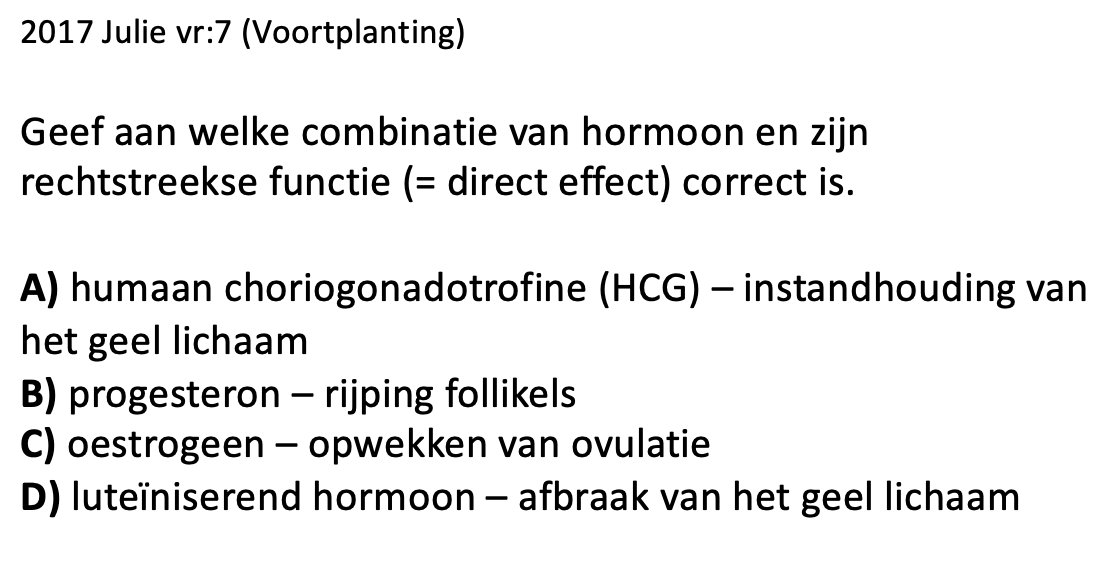 2017 Julie vr:7 (Voortplanting)
Geef aan welke combinatie van hormoon en zijn
rechtstreekse functie (= direct effect) correct is.
A) humaan choriogonadotrofine (HCG) – instandhouding van
het geel lichaam
B) progesteron – rijping follikels
C) oestrogeen – opwekken van ovulatie
D) luteïniserend hormoon – afbraak van het geel lichaam